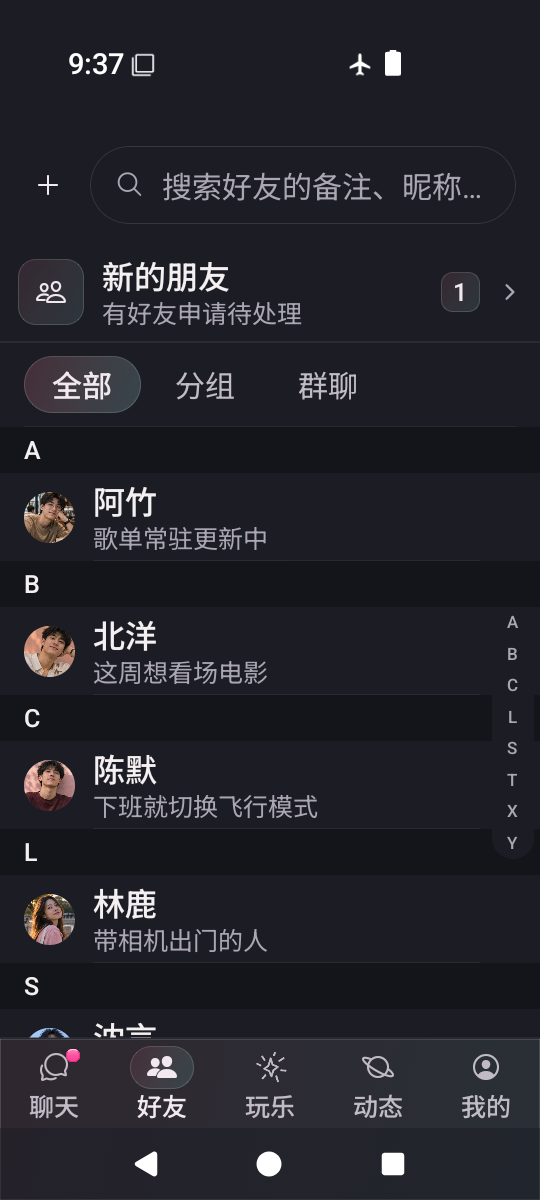 9:37
搜索好友的备注、昵称...
新的朋友
有好友申请待处理
1
全部
分组
群聊
A
阿竹
歌单常驻更新中
B
北洋
这周想看场电影
C
陈默
下班就切换飞行模式
L
林鹿
带相机出门的人
S
A
B
C
L
S
T
X
Y
聊天
好友
玩乐
动态
我的